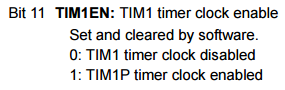 Bit 11 TIM1EN: TIM1 timer clock enable
Set and cleared by software.
0: TIM1 timer clock disabled
1: TIM1P timer clock enabled